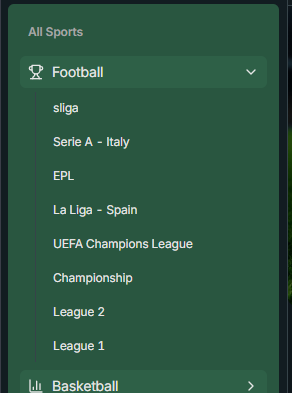 All Sports
Football
sliga
Serie A - Italy
EPL
La Liga - Spain
UEFA Champions League
Championship
League 2
League 1
Basketball